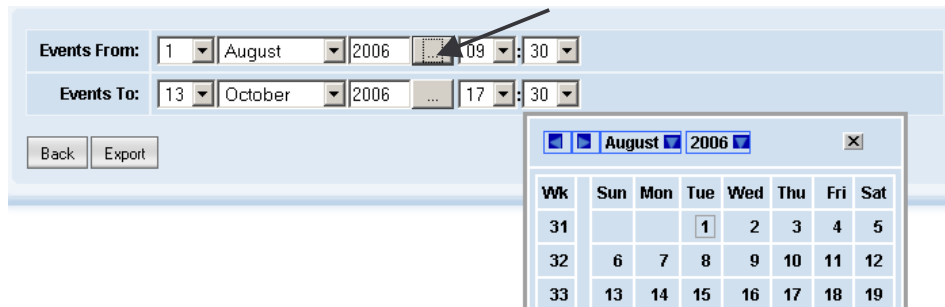 Events From: 1 August 2006 ... 09 : 30
Events To: 13 October 2006 ... 17 : 30
Back Export
August 2006 X
Wk Sun Mon Tue Wed Thu Fri Sat
31 1 2 3 4 5
32 6 7 8 9 10 11 12
33 13 14 15 16 17 18 19